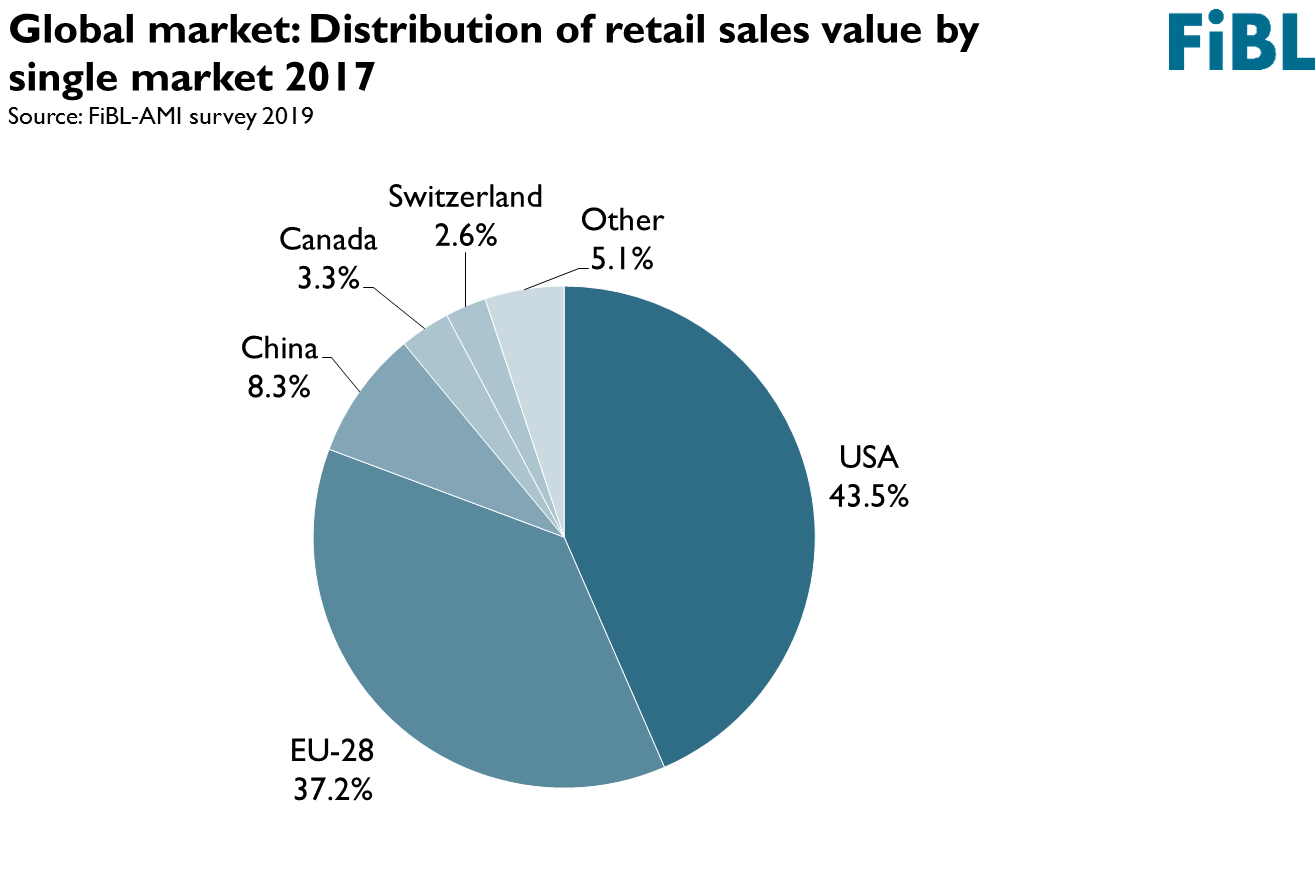 Global market: Distribution of retail sales value by
single market 2017
Source: FiBL-AMI survey 2019
FiBL
Switzerland
2.6%
Other
5.1%
Canada
3.3%
China
8.3%
USA
43.5%
EU-28
37.2%